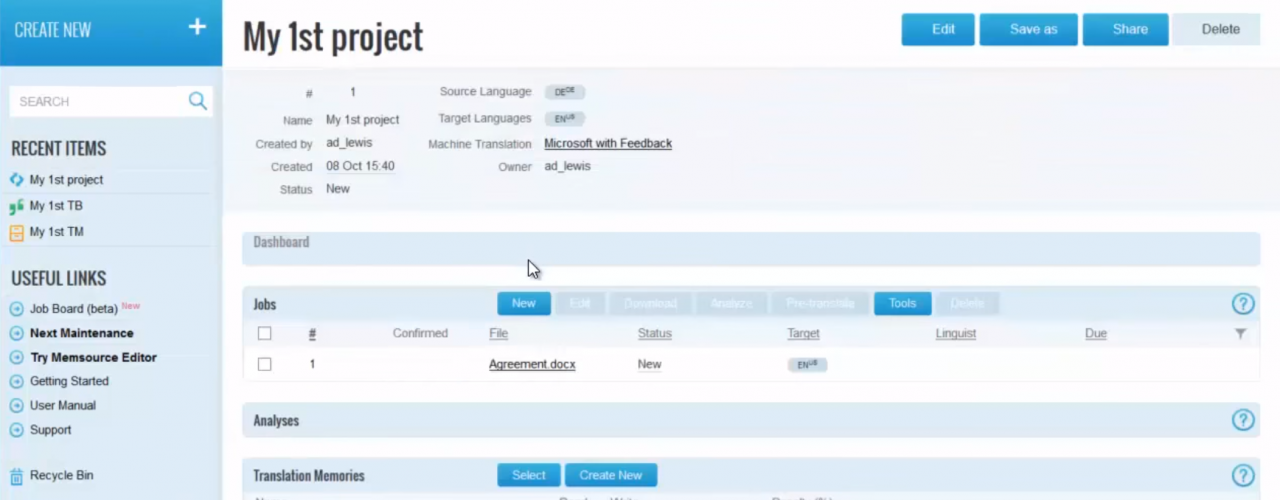 CREATE NEW +
My 1st project
Edit Save as Share Delete
SEARCH
RECENT ITEMS
My 1st project
My 1st TB
My 1st TM
USEFUL LINKS
Job Board (beta) New
Next Maintenance
Try Memsource Editor
Getting Started
User Manual
Support
Recycle Bin
# 1
Name My 1st project
Created by ad_lewis
Created 08 Oct 15:40
Status New
Source Language DE DE
Target Languages EN US
Machine Translation Microsoft with Feedback
Owner ad_lewis
Dashboard
Jobs New Edit Download Analyze Pre-translate Tools Delete ?
# Confirmed File Status Target Linguist Due
1 Agreement.docx New EN US
Analyses ?
Translation Memories Select Create New ?